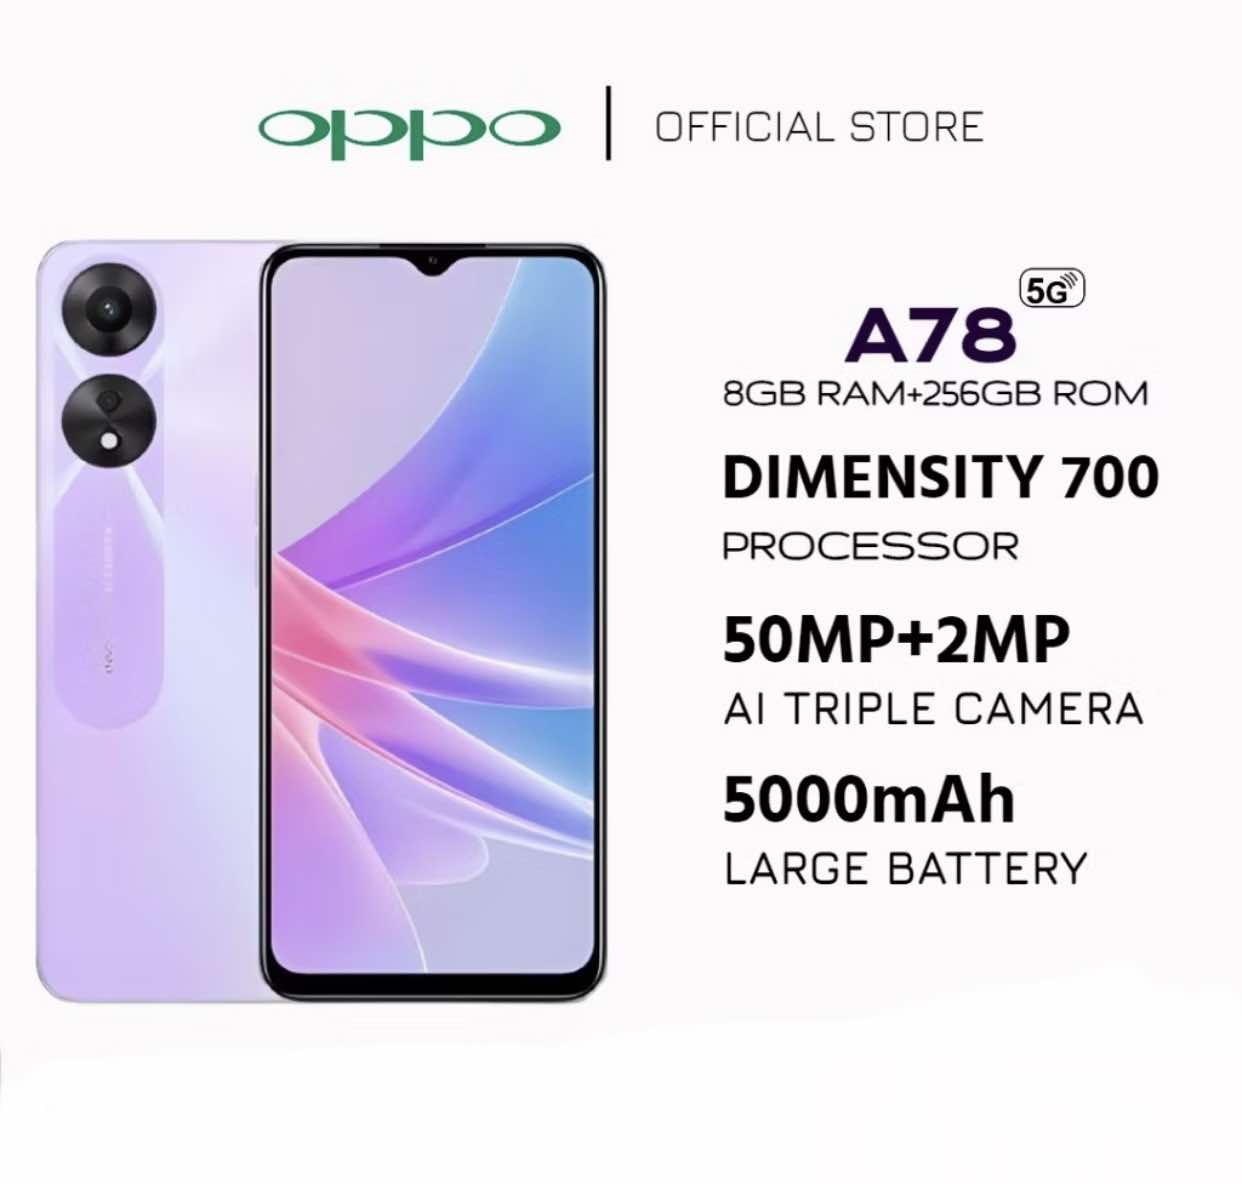 oppo | OFFICIAL STORE
5G
A78
8GB RAM+256GB ROM
DIMENSITY 700
PROCESSOR
50MP+2MP
AI TRIPLE CAMERA
5000mAh
LARGE BATTERY